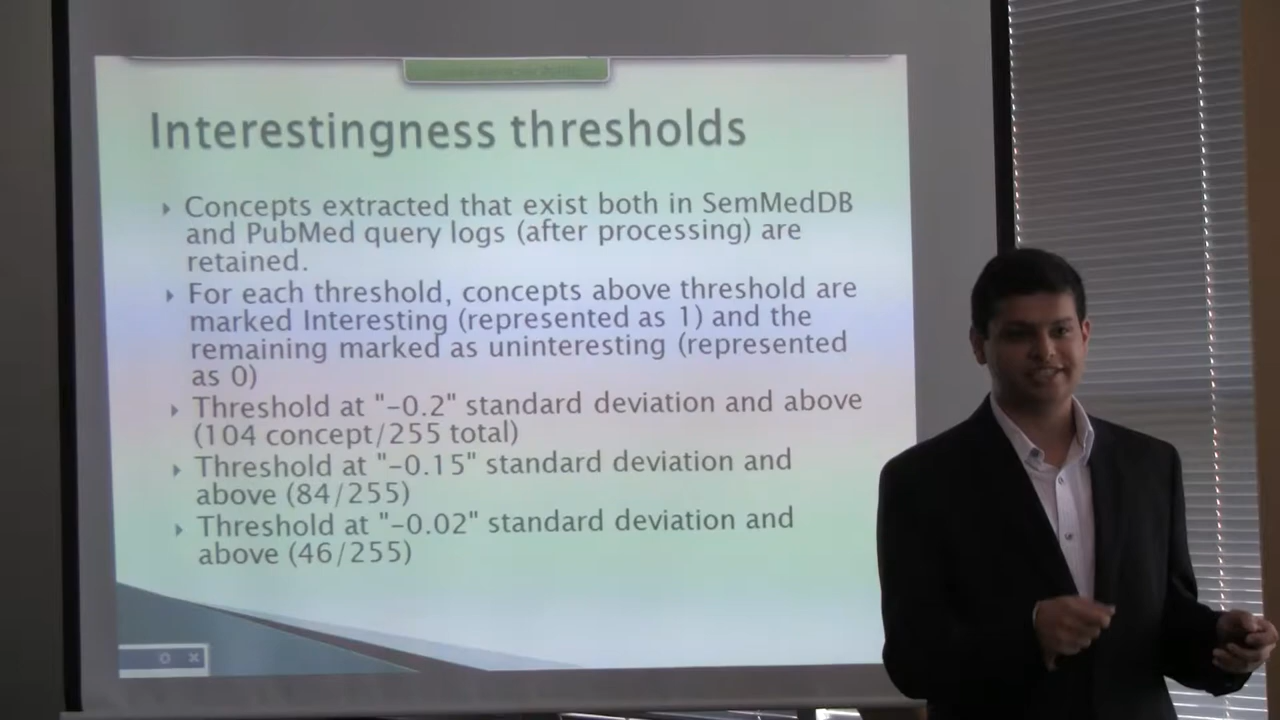 Interestingness thresholds
Concepts extracted that exist both in SemMedDB
and PubMed query logs (after processing) are
retained.
For each threshold, concepts above threshold are
marked Interesting (represented as 1) and the
remaining marked as uninteresting (represented
as 0)
Threshold at "-0.2" standard deviation and above
(104 concept/255 total)
Threshold at "-0.15" standard deviation and
above (84/255)
Threshold at "-0.02" standard deviation and
above (46/255)